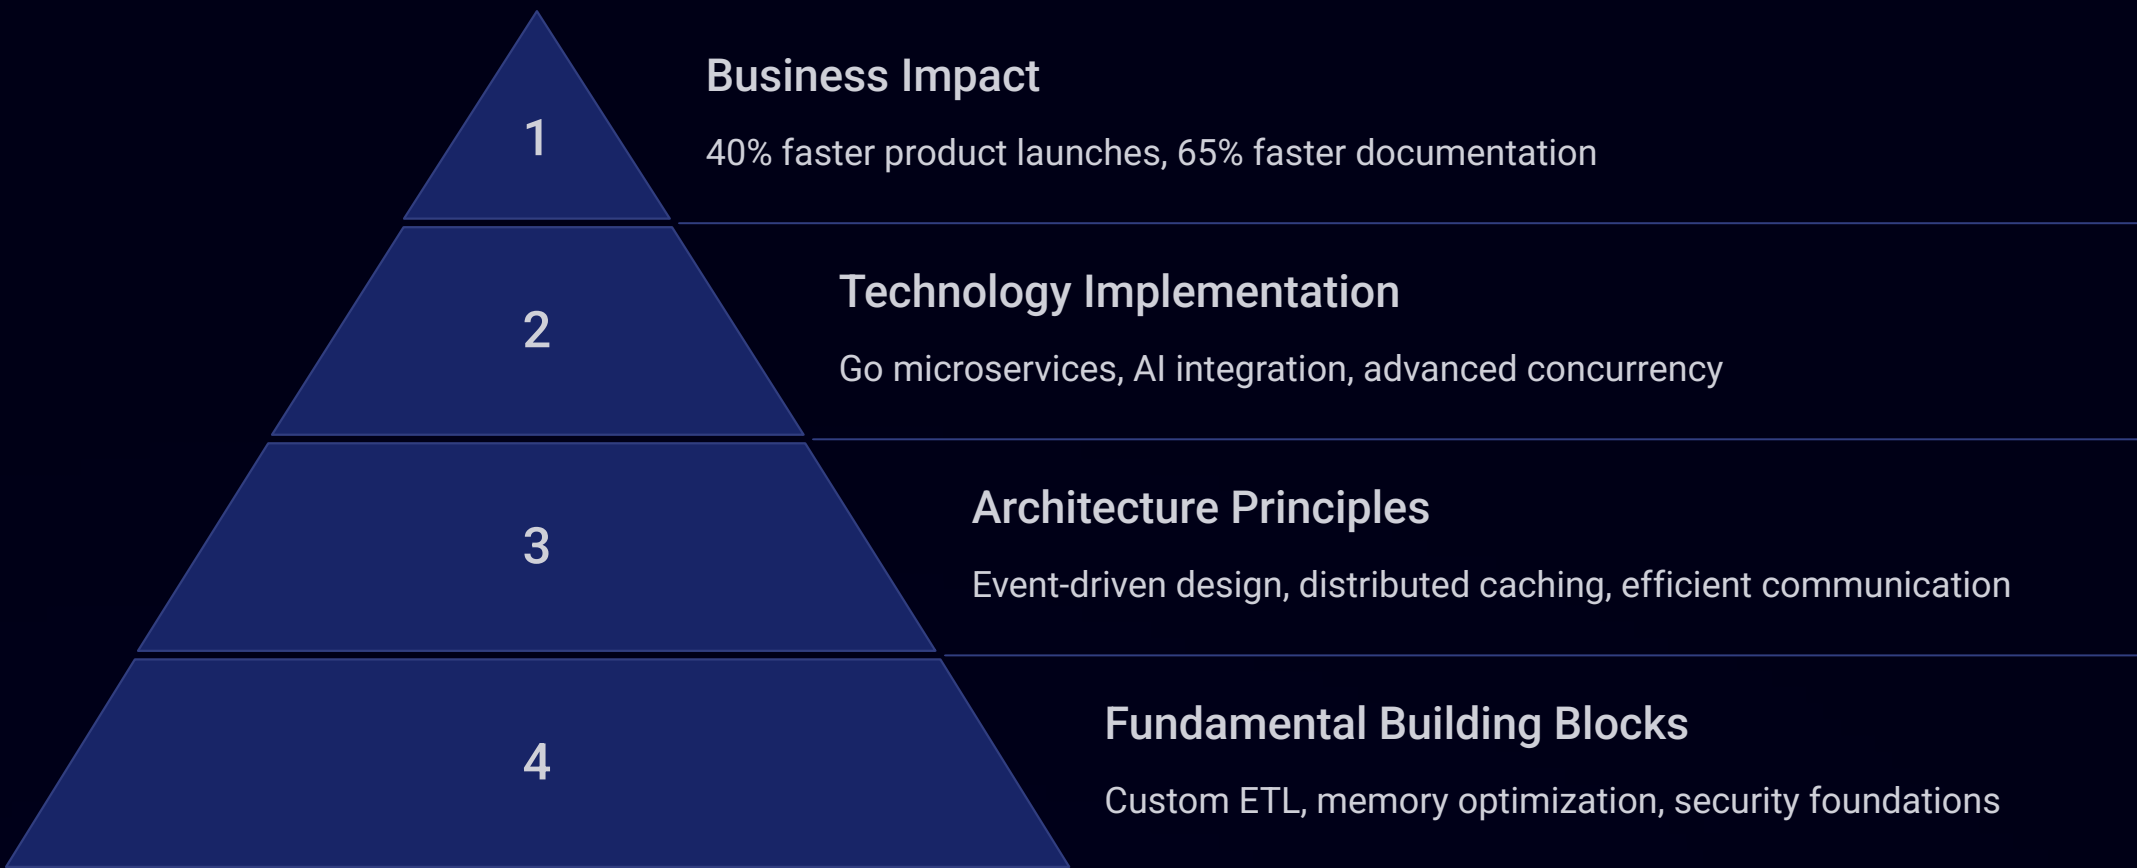 1
Business Impact
40% faster product launches, 65% faster documentation
2
Technology Implementation
Go microservices, AI integration, advanced concurrency
3
Architecture Principles
Event-driven design, distributed caching, efficient communication
4
Fundamental Building Blocks
Custom ETL, memory optimization, security foundations